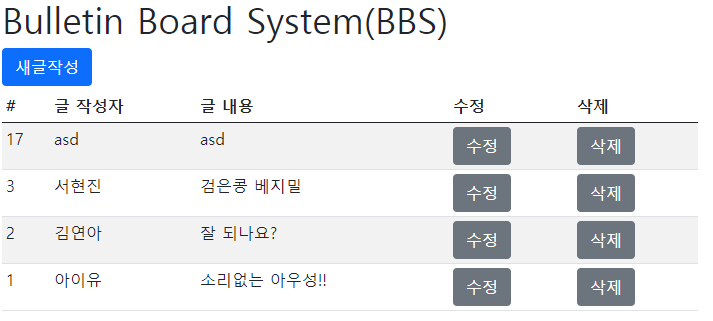 Bulletin Board System(BBS)
새글작성
# 글 작성자 글 내용 수정 삭제
17 asd asd 수정 삭제
3 서현진 검은콩 베지밀 수정 삭제
2 김연아 잘 되나요? 수정 삭제
1 아이유 소리없는 아우성!! 수정 삭제